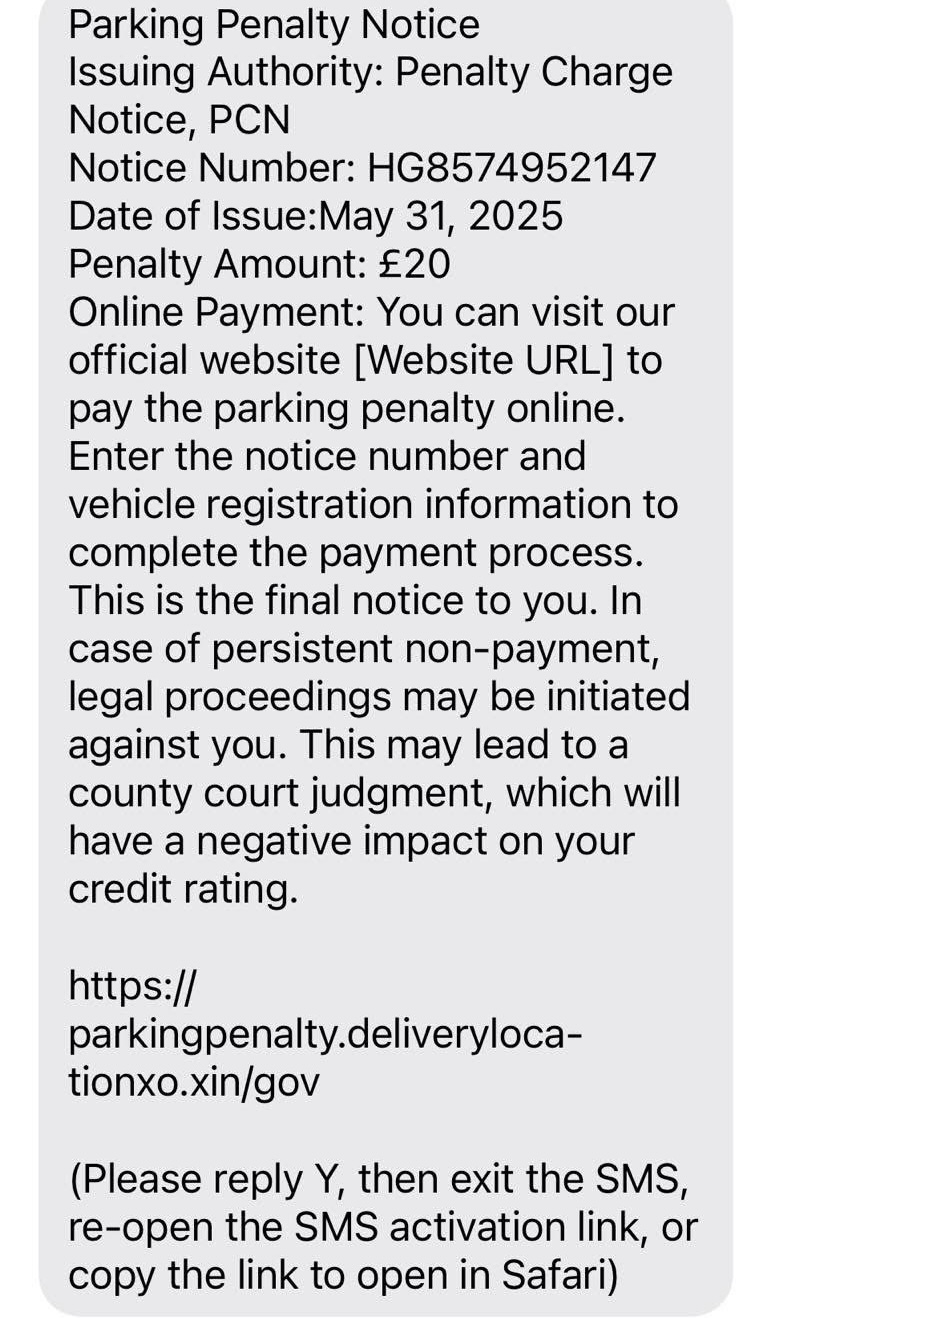 Parking Penalty Notice
Issuing Authority: Penalty Charge
Notice, PCN
Notice Number: HG8574952147
Date of Issue:May 31, 2025
Penalty Amount: £20
Online Payment: You can visit our
official website [Website URL] to
pay the parking penalty online.
Enter the notice number and
vehicle registration information to
complete the payment process.
This is the final notice to you. In
case of persistent non-payment,
legal proceedings may be initiated
against you. This may lead to a
county court judgment, which will
have a negative impact on your
credit rating.
https://
parkingpenalty.deliveryloca-
tionxo.xin/gov
(Please reply Y, then exit the SMS,
re-open the SMS activation link, or
copy the link to open in Safari)